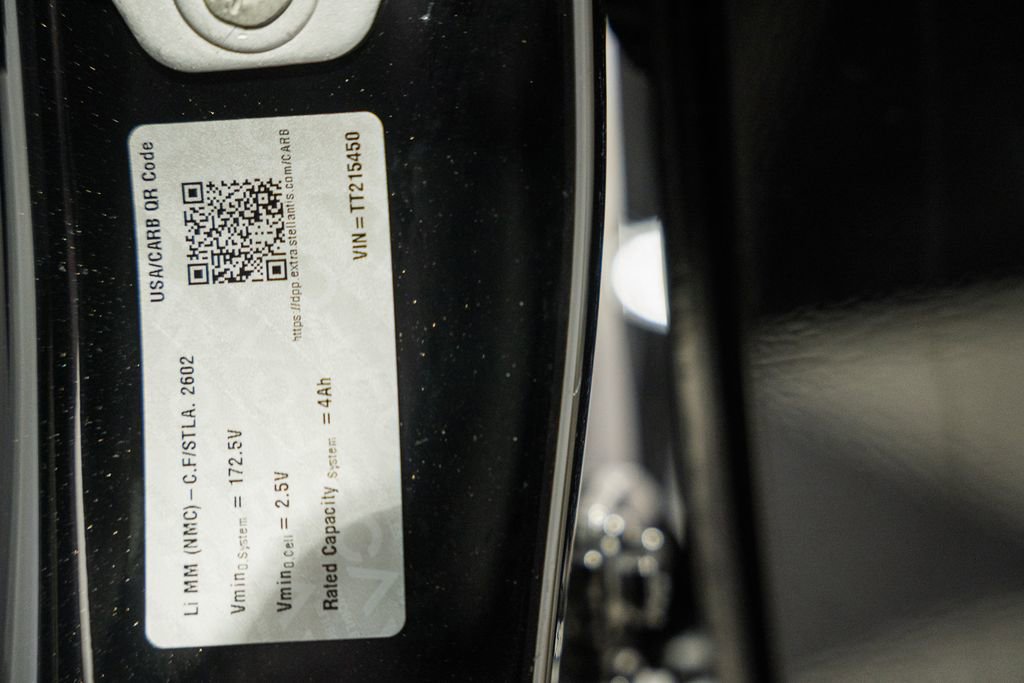 USA/CARB QR Code
https://dpp.extra.stellantis.com/CARB
VIN = TT215450
Li MM (NMC) – C.F/STLA. 2602
Vmin0.System = 172.5V
Vmin0.Cell = 2.5V
Rated Capacity System = 4Ah